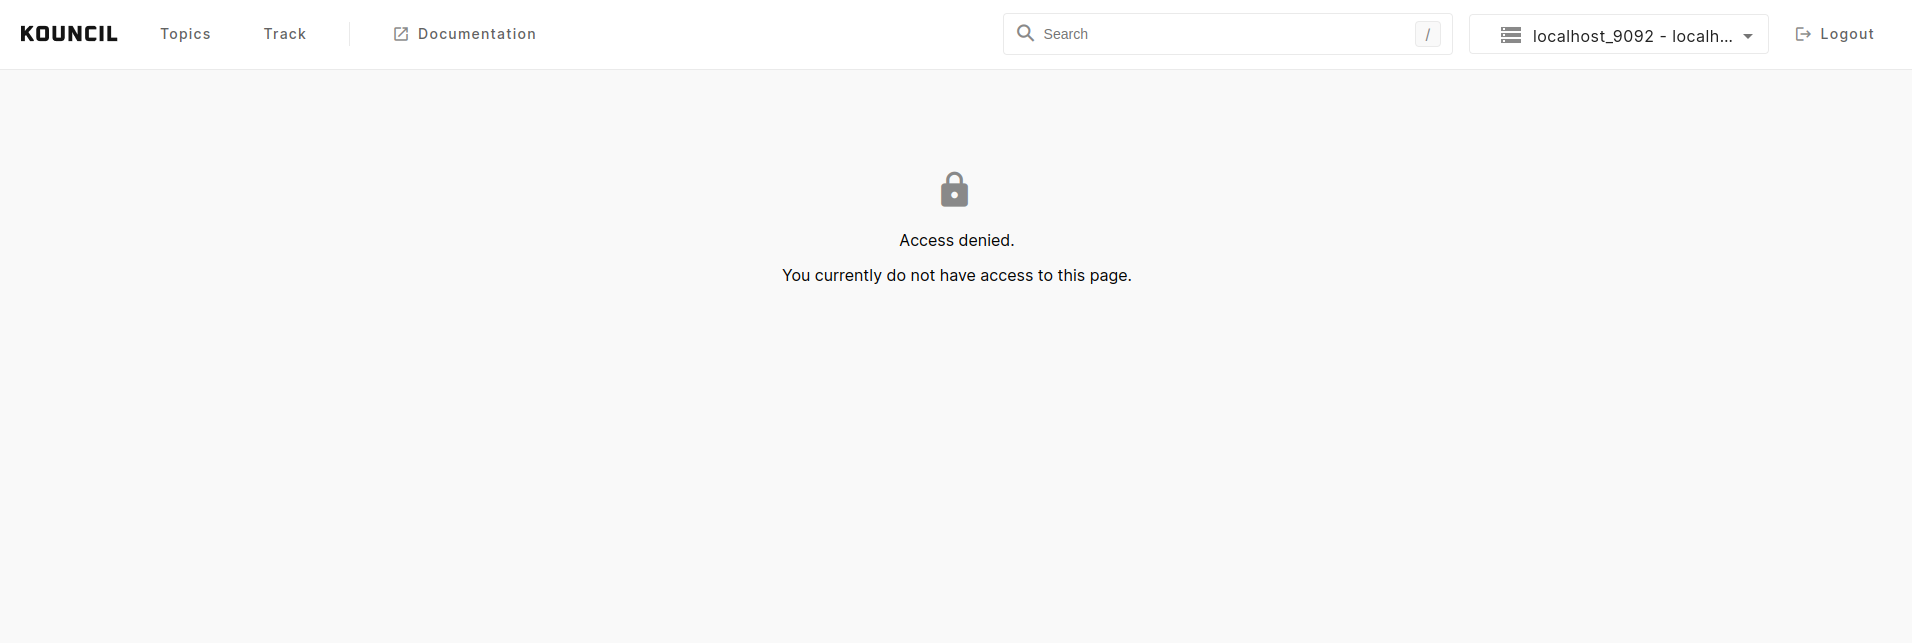 KOUNCIL Topics Track Documentation Search / localhost_9092 - localh... Logout
Access denied.
You currently do not have access to this page.